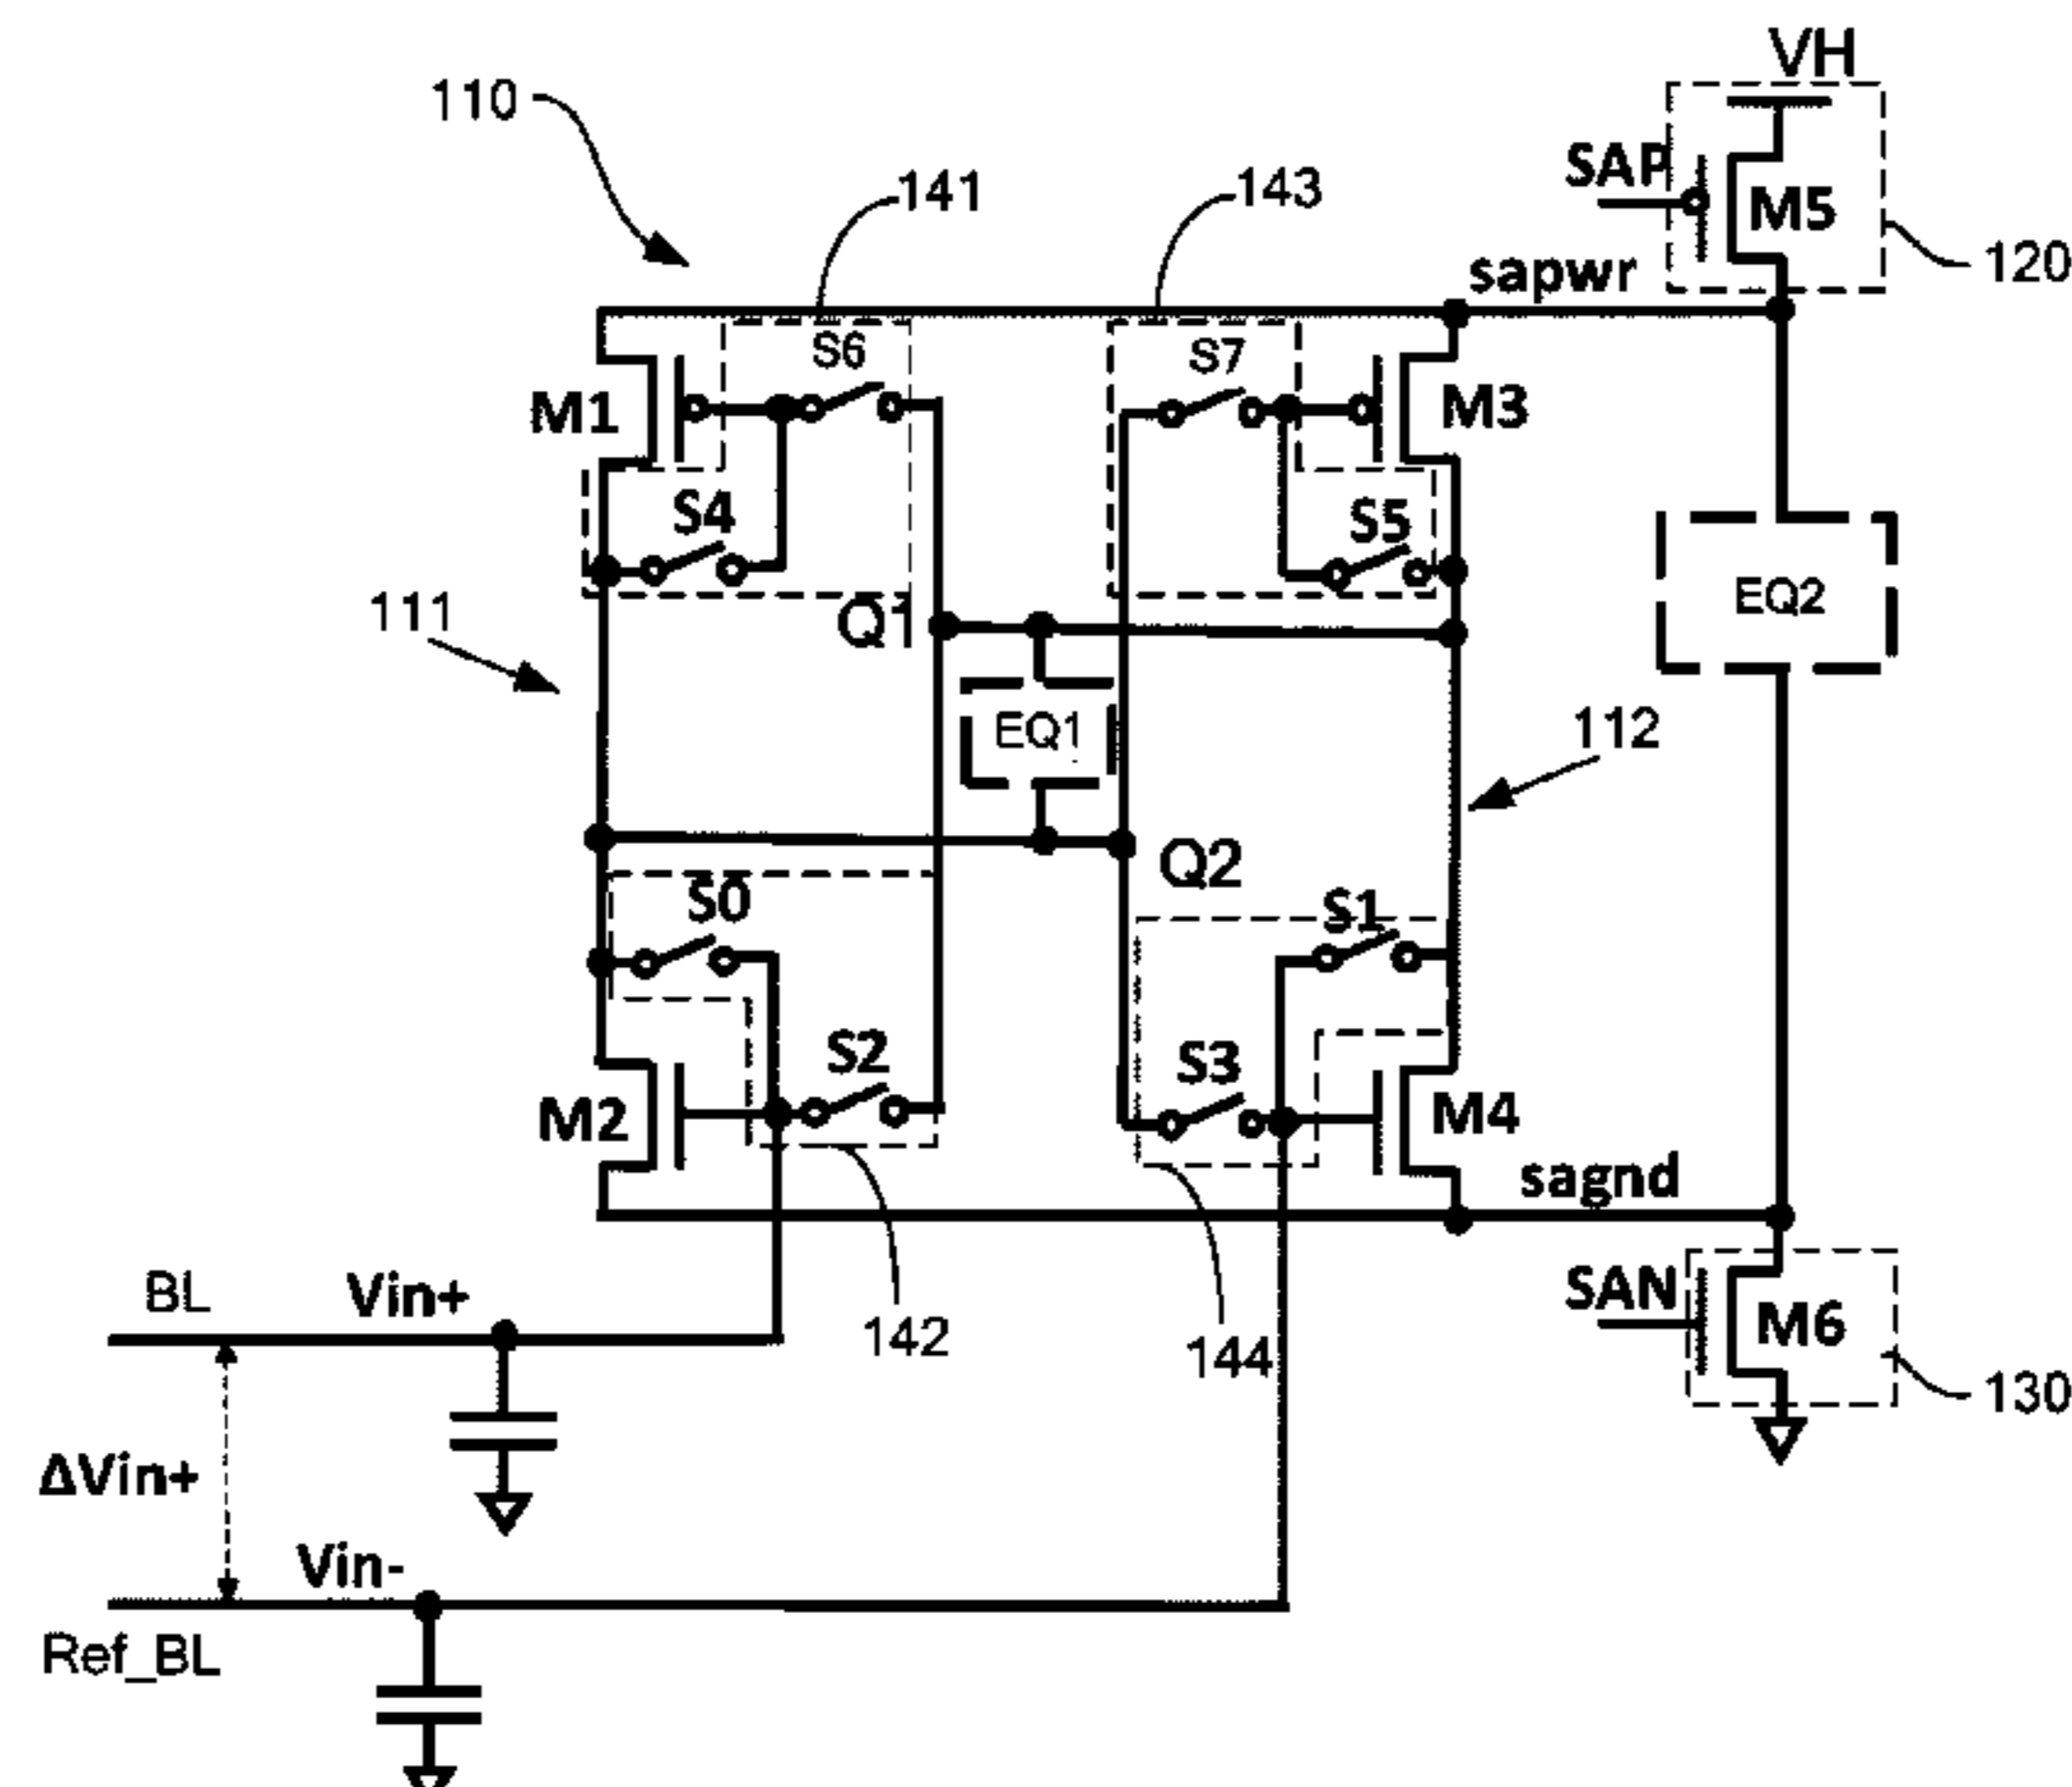 VH
110
SAP
M5
141
143
120
sapwr
S6
S7
M1
M3
S4
S5
111
Q1
EQ2
EQ1
112
Q2
S0
S1
S2
S3
M2
M4
sagnd
BL
Vin+
SAN
M6
142
144
130
ΔVin+
Vin-
Ref_BL